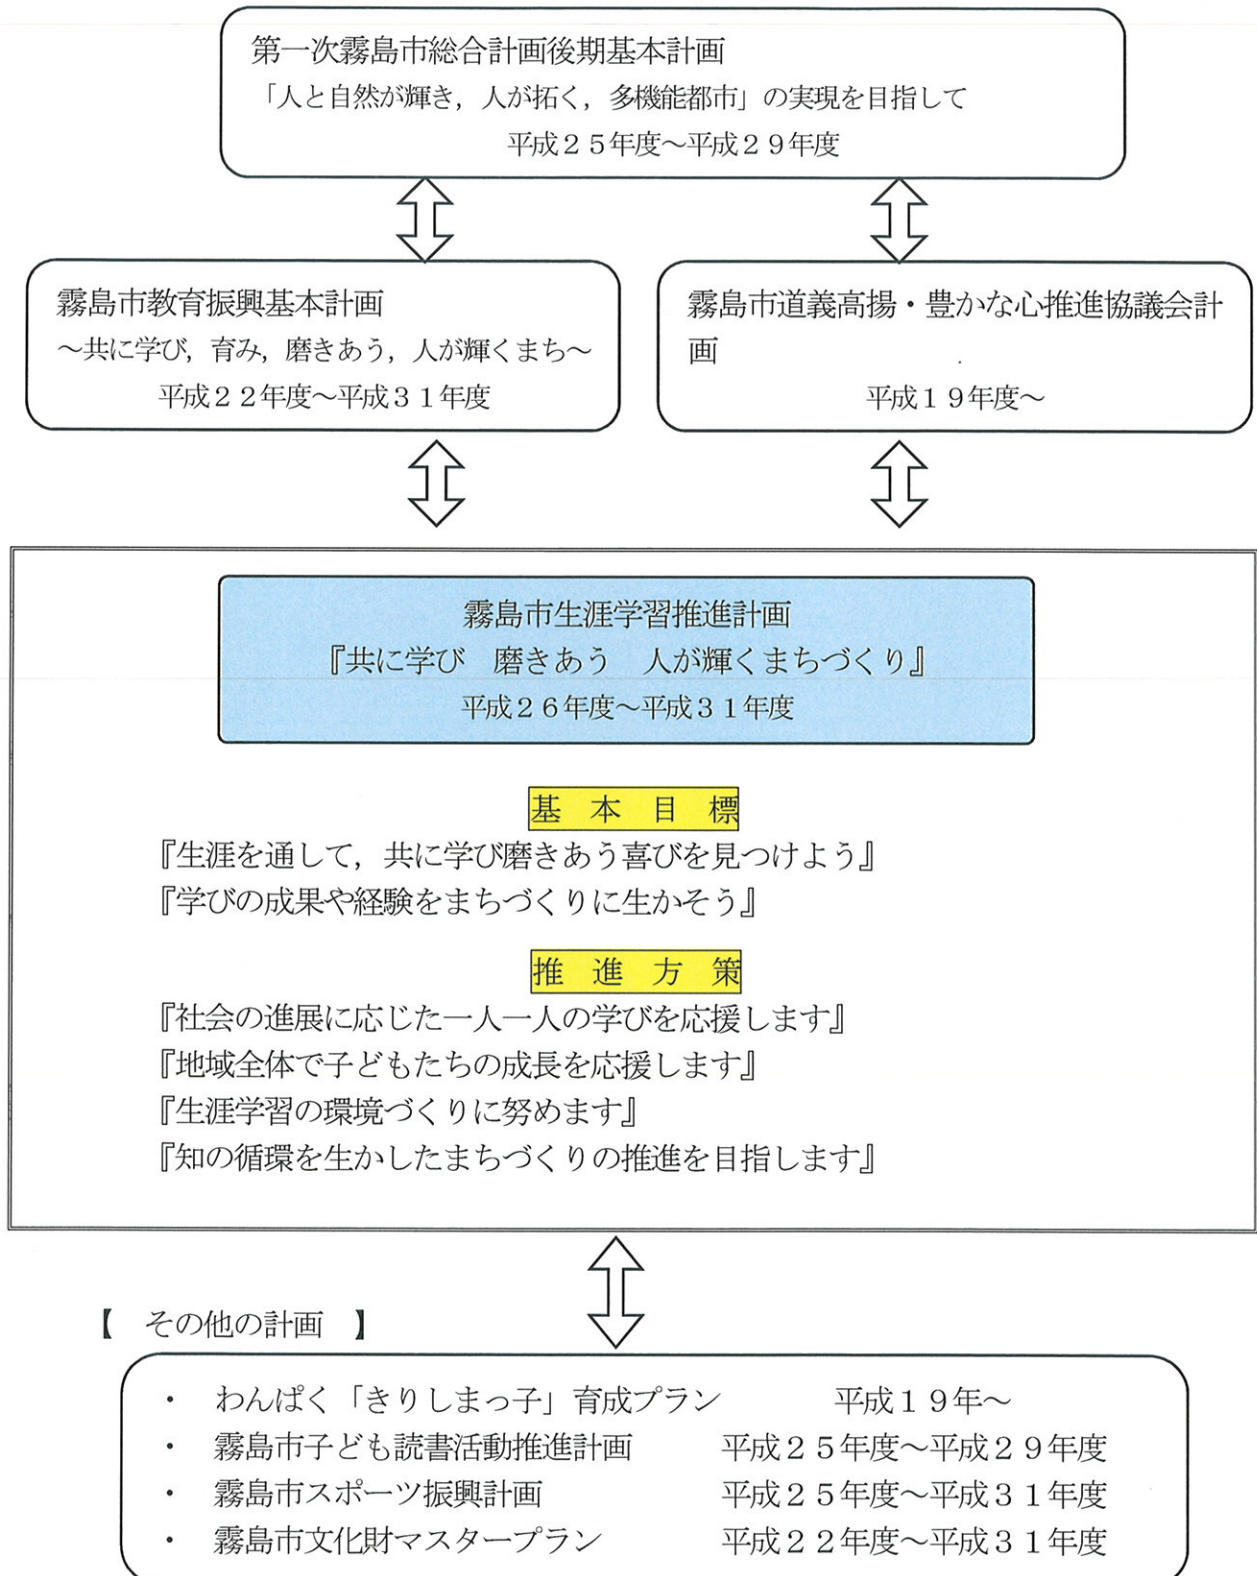 第一次霧島市総合計画後期基本計画
「人と自然が輝き，人が拓く，多機能都市」の実現を目指して
平成２５年度～平成２９年度
霧島市教育振興基本計画
～共に学び，育み，磨きあう，人が輝くまち～
平成２２年度～平成３１年度
霧島市道義高揚・豊かな心推進協議会計
画
平成１９年度～
霧島市生涯学習推進計画
『共に学び　磨きあう　人が輝くまちづくり』
平成２６年度～平成３１年度
基　本　目　標
『生涯を通して，共に学び磨きあう喜びを見つけよう』
『学びの成果や経験をまちづくりに生かそう』
推　進　方　策
『社会の進展に応じた一人一人の学びを応援します』
『地域全体で子どもたちの成長を応援します』
『生涯学習の環境づくりに努めます』
『知の循環を生かしたまちづくりの推進を目指します』
【　その他の計画　】
・　わんぱく「きりしまっ子」育成プラン　　　平成１９年～
・　霧島市子ども読書活動推進計画　　　平成２５年度～平成２９年度
・　霧島市スポーツ振興計画　　　平成２５年度～平成３１年度
・　霧島市文化財マスタープラン　　　平成２２年度～平成３１年度